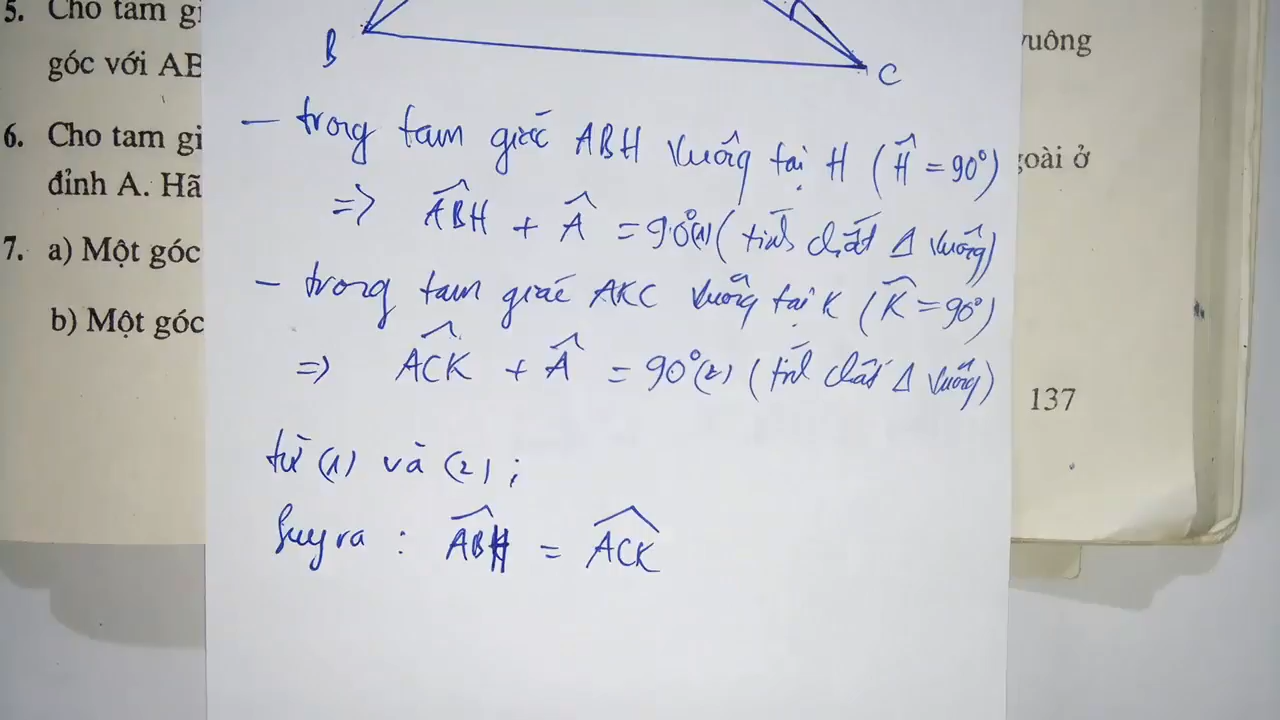 5. Cho tam gi
góc với AB
vuông
B
C
6. Cho tam gi
goài ở
đỉnh A. Hã
7. a) Một góc
b) Một góc
137
– trong tam giác ABH vuông tại H (Ĥ = 90°)
=> ABH + Â = 90° (1) (tính chất Δ vuông)
– trong tam giác AKC vuông tại K (K̂ = 90°)
=> ACK + Â = 90° (2) (tính chất Δ vuông)
từ (1) và (2) ;
Suy ra : ABH = ACK